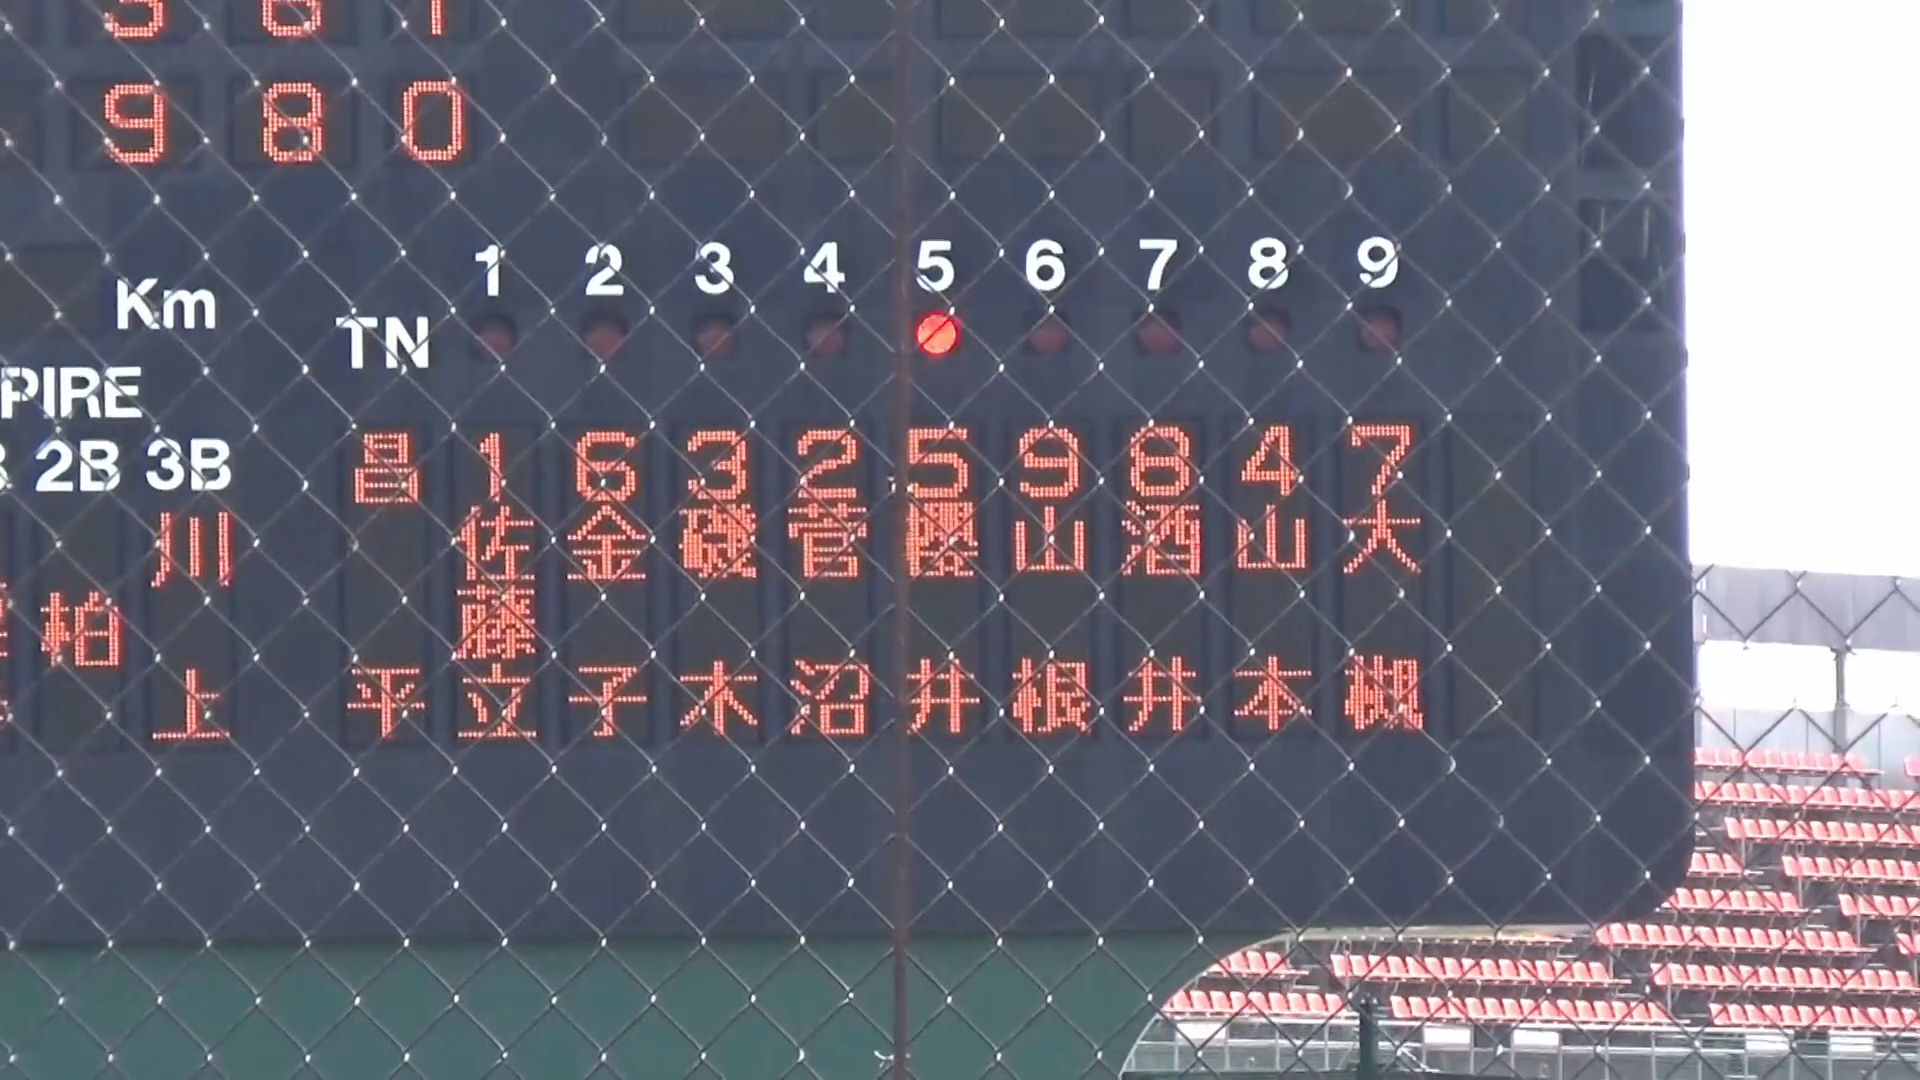 9 8 0
1 2 3 4 5 6 7 8 9
Km
TN
PIRE
2B 3B
川上
柏
昌平
1 佐藤立
6 金子
3 磯木
2 菅沼
5 櫻井
9 山根
8 酒井
4 山本
7 大槻